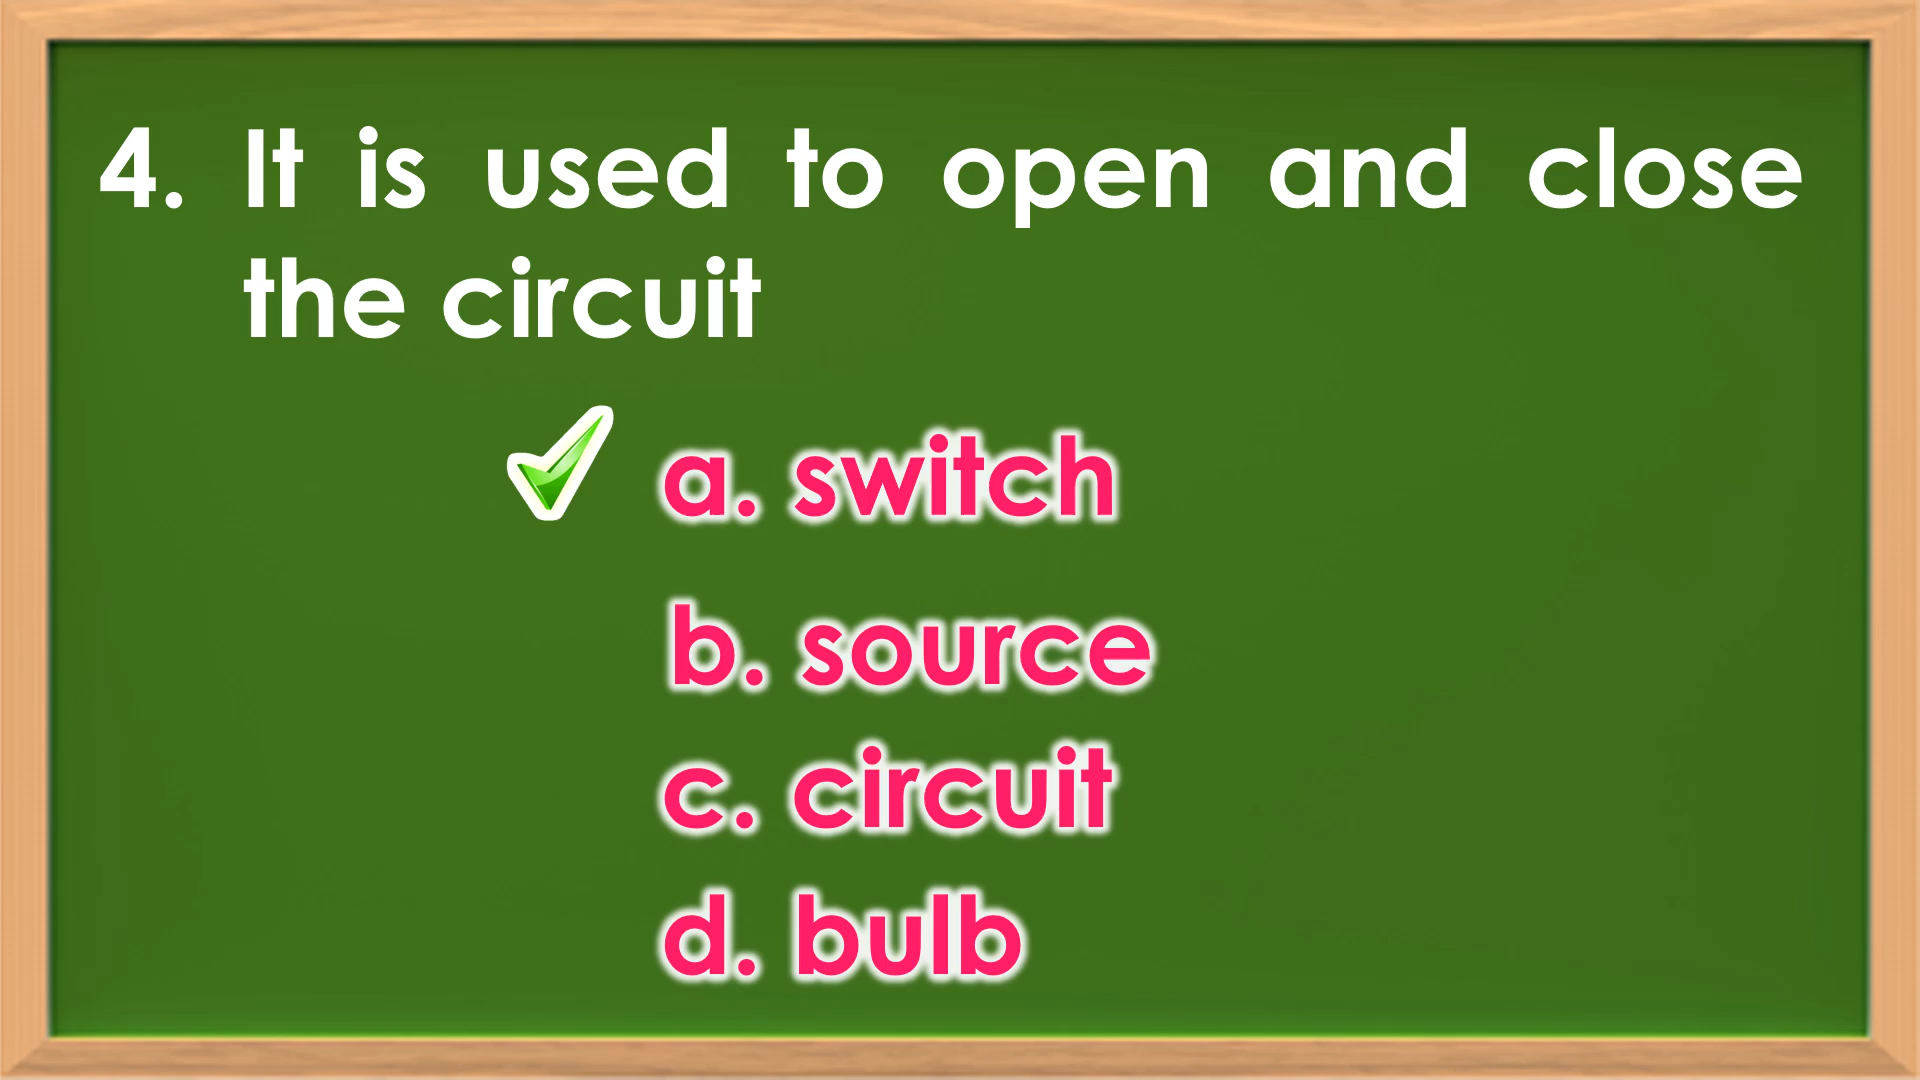 4. It is used to open and close
the circuit
a. switch
b. source
c. circuit
d. bulb